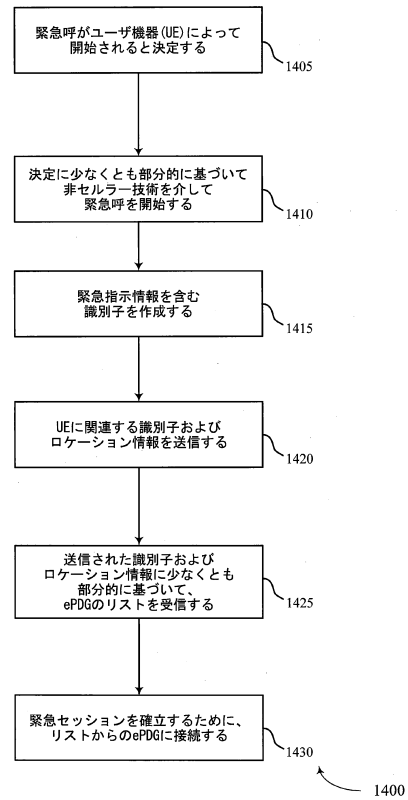 緊急呼がユーザ機器(UE)によって
開始されると決定する
1405
決定に少なくとも部分的に基づいて
非セルラー技術を介して
緊急呼を開始する
1410
緊急指示情報を含む
識別子を作成する
1415
UEに関連する識別子および
ロケーション情報を送信する
1420
送信された識別子および
ロケーション情報に少なくとも
部分的に基づいて、
ePDGのリストを受信する
1425
緊急セッションを確立するために、
リストからのePDGに接続する
1430
1400